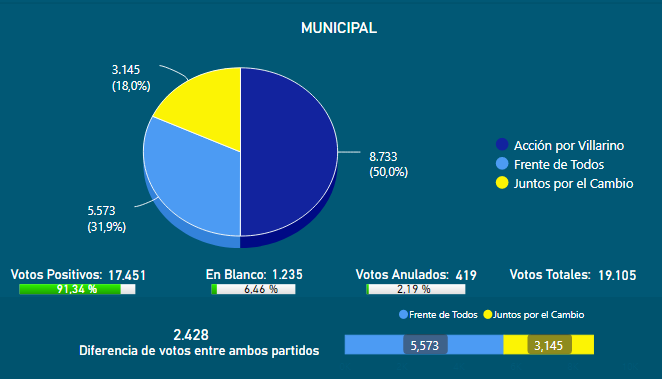 MUNICIPAL
3.145
(18,0%)
8.733
(50,0%)
5.573
(31,9%)
Acción por Villarino
Frente de Todos
Juntos por el Cambio
Votos Positivos: 17.451
91,34 %
En Blanco: 1.235
6,46 %
Votos Anulados: 419
2,19 %
Votos Totales: 19.105
2.428
Diferencia de votos entre ambos partidos
Frente de Todos Juntos por el Cambio
5,573 3,145